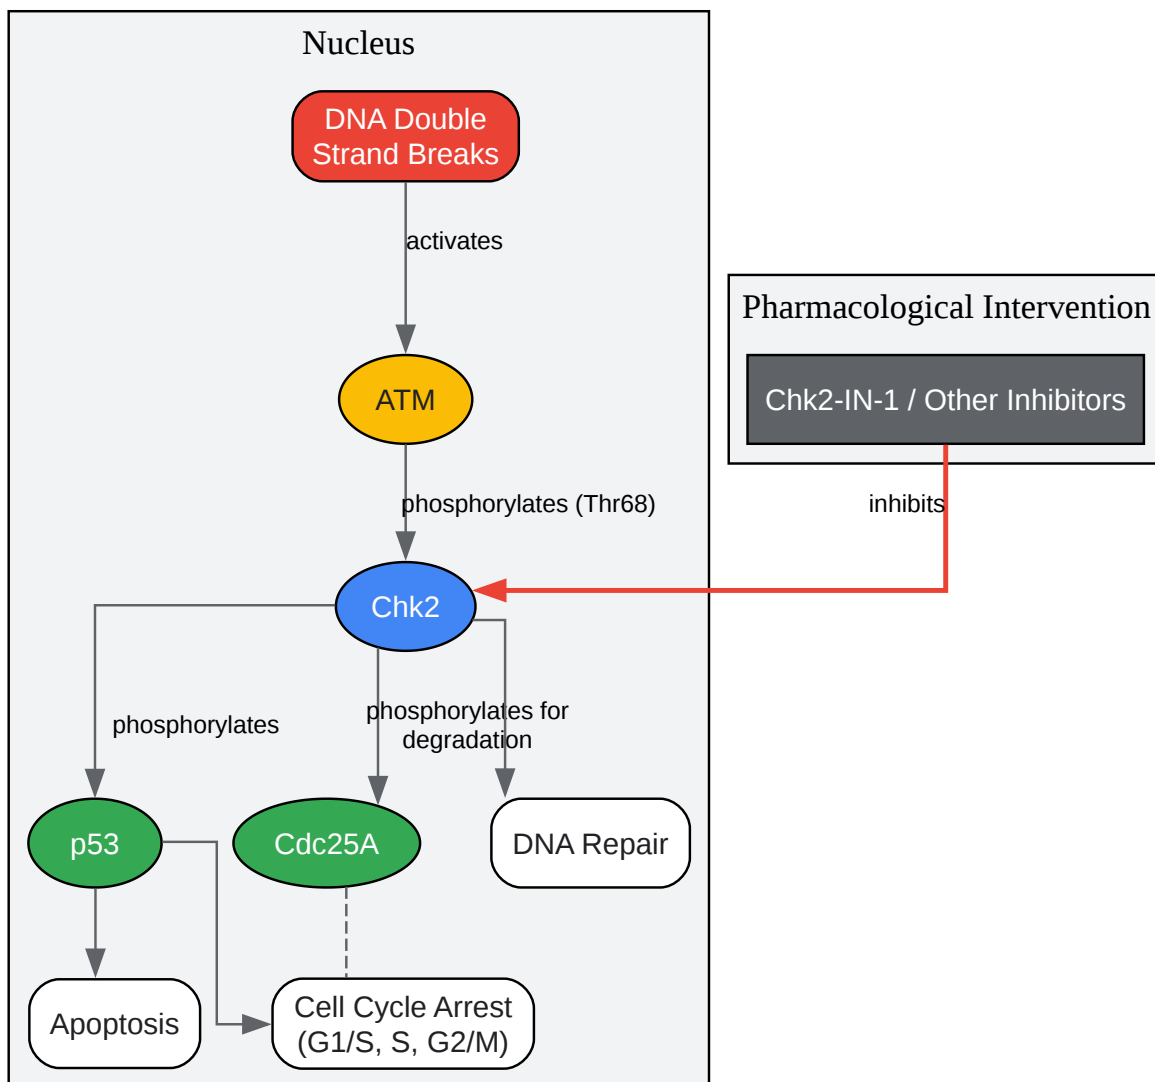 Nucleus
DNA Double
Strand Breaks
activates
Pharmacological Intervention
Chk2-IN-1 / Other Inhibitors
ATM
phosphorylates (Thr68)
inhibits
Chk2
phosphorylates
phosphorylates for
degradation
p53
Cdc25A
DNA Repair
Apoptosis
Cell Cycle Arrest
(G1/S, S, G2/M)